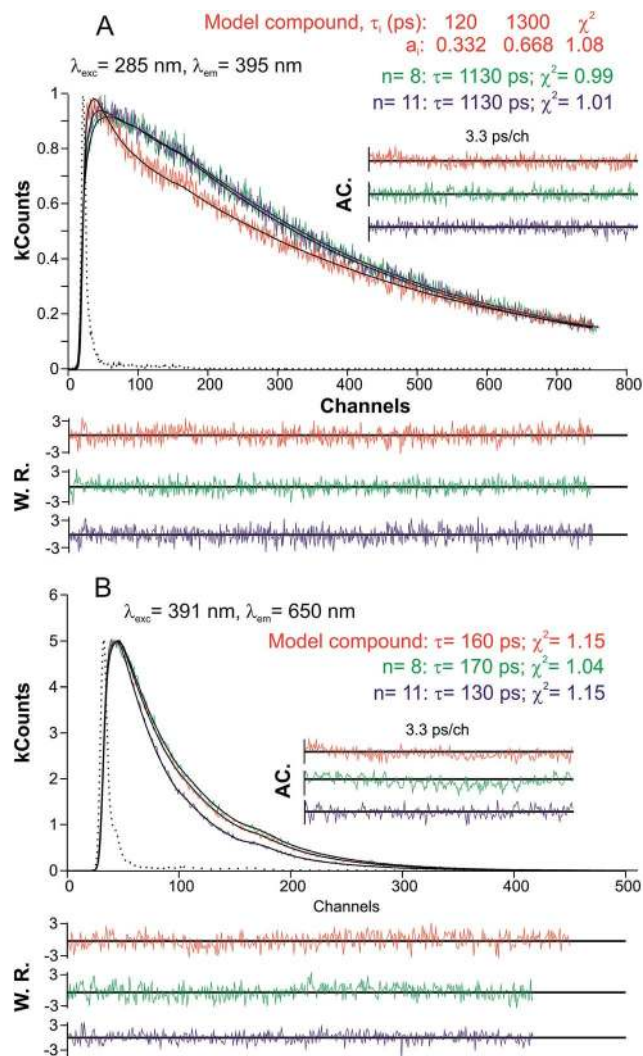 A
Model compound, τᵢ (ps): 120 1300 χ²
aᵢ: 0.332 0.668 1.08
λexc= 285 nm, λem= 395 nm
n= 8: τ= 1130 ps; χ²= 0.99
n= 11: τ= 1130 ps; χ²= 1.01
3.3 ps/ch
AC.
kCounts
1
0.8
0.6
0.4
0.2
0
0 100 200 300 400 500 600 700 800
Channels
W. R.
3
-3
3
-3
3
-3
B
λexc= 391 nm, λem= 650 nm
Model compound: τ= 160 ps; χ²= 1.15
n= 8: τ= 170 ps; χ²= 1.04
n= 11: τ= 130 ps; χ²= 1.15
3.3 ps/ch
AC.
kCounts
6
5
4
3
2
1
0
0 100 200 300 400 500
Channels
W. R.
3
-3
3
-3
3
-3